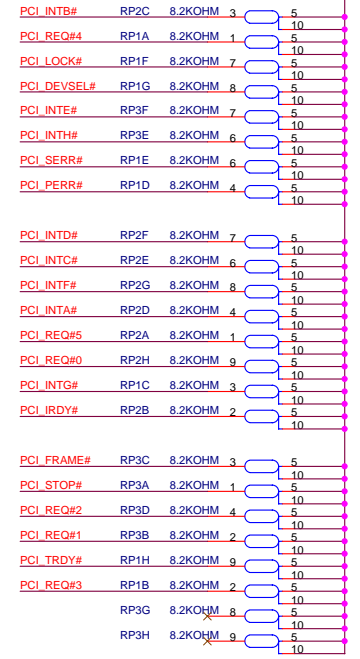 PCI_INTB# RP2C 8.2KOHM 3 5
10
PCI_REQ#4 RP1A 8.2KOHM 1 5
10
PCI_LOCK# RP1F 8.2KOHM 7 5
10
PCI_DEVSEL# RP1G 8.2KOHM 8 5
10
PCI_INTE# RP3F 8.2KOHM 7 5
10
PCI_INTH# RP3E 8.2KOHM 6 5
10
PCI_SERR# RP1E 8.2KOHM 6 5
10
PCI_PERR# RP1D 8.2KOHM 4 5
10
PCI_INTD# RP2F 8.2KOHM 7 5
10
PCI_INTC# RP2E 8.2KOHM 6 5
10
PCI_INTF# RP2G 8.2KOHM 8 5
10
PCI_INTA# RP2D 8.2KOHM 4 5
10
PCI_REQ#5 RP2A 8.2KOHM 1 5
10
PCI_REQ#0 RP2H 8.2KOHM 9 5
10
PCI_INTG# RP1C 8.2KOHM 3 5
10
PCI_IRDY# RP2B 8.2KOHM 2 5
10
PCI_FRAME# RP3C 8.2KOHM 3 5
10
PCI_STOP# RP3A 8.2KOHM 1 5
10
PCI_REQ#2 RP3D 8.2KOHM 4 5
10
PCI_REQ#1 RP3B 8.2KOHM 2 5
10
PCI_TRDY# RP1H 8.2KOHM 9 5
10
PCI_REQ#3 RP1B 8.2KOHM 2 5
10
RP3G 8.2KOHM 8 5
10
RP3H 8.2KOHM 9 5
10